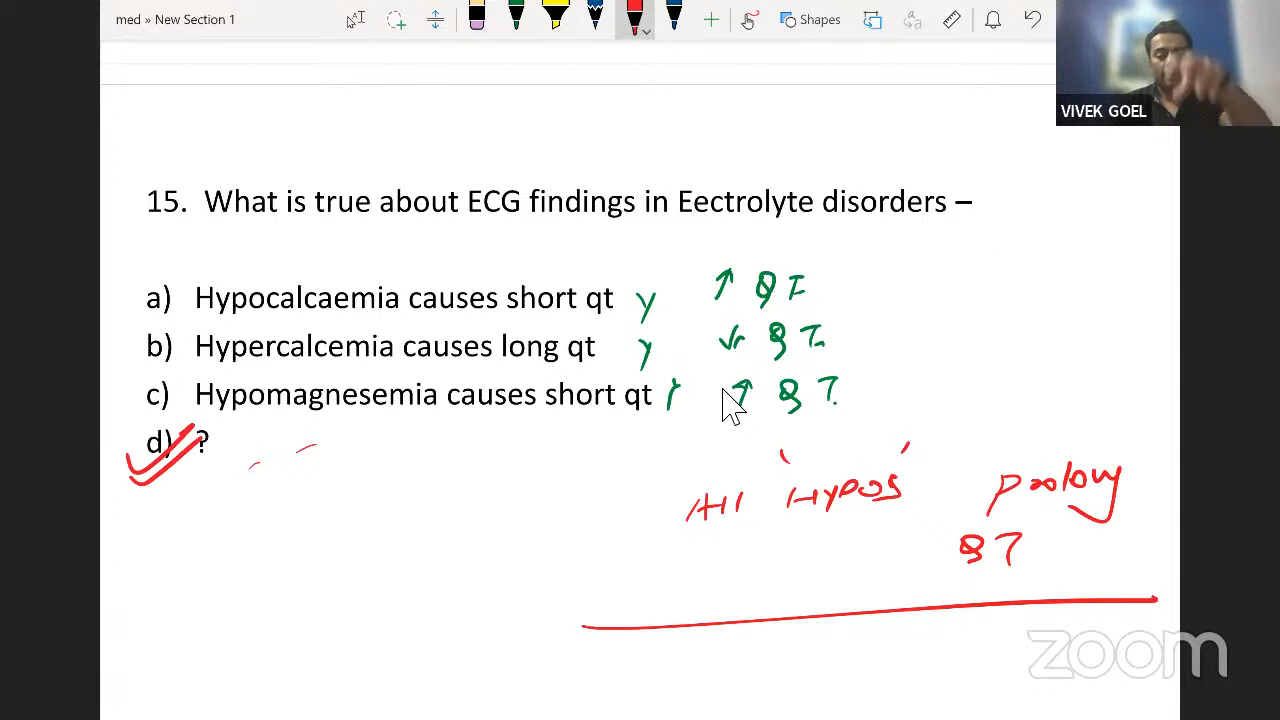 med » New Section 1
Shapes
VIVEK GOEL
15. What is true about ECG findings in Eectrolyte disorders –
a) Hypocalcaemia causes short qt ↑ QT
b) Hypercalcemia causes long qt QT
c) Hypomagnesemia causes short qt ↑ QT
d) ?
All "Hypos"
QT
zoom